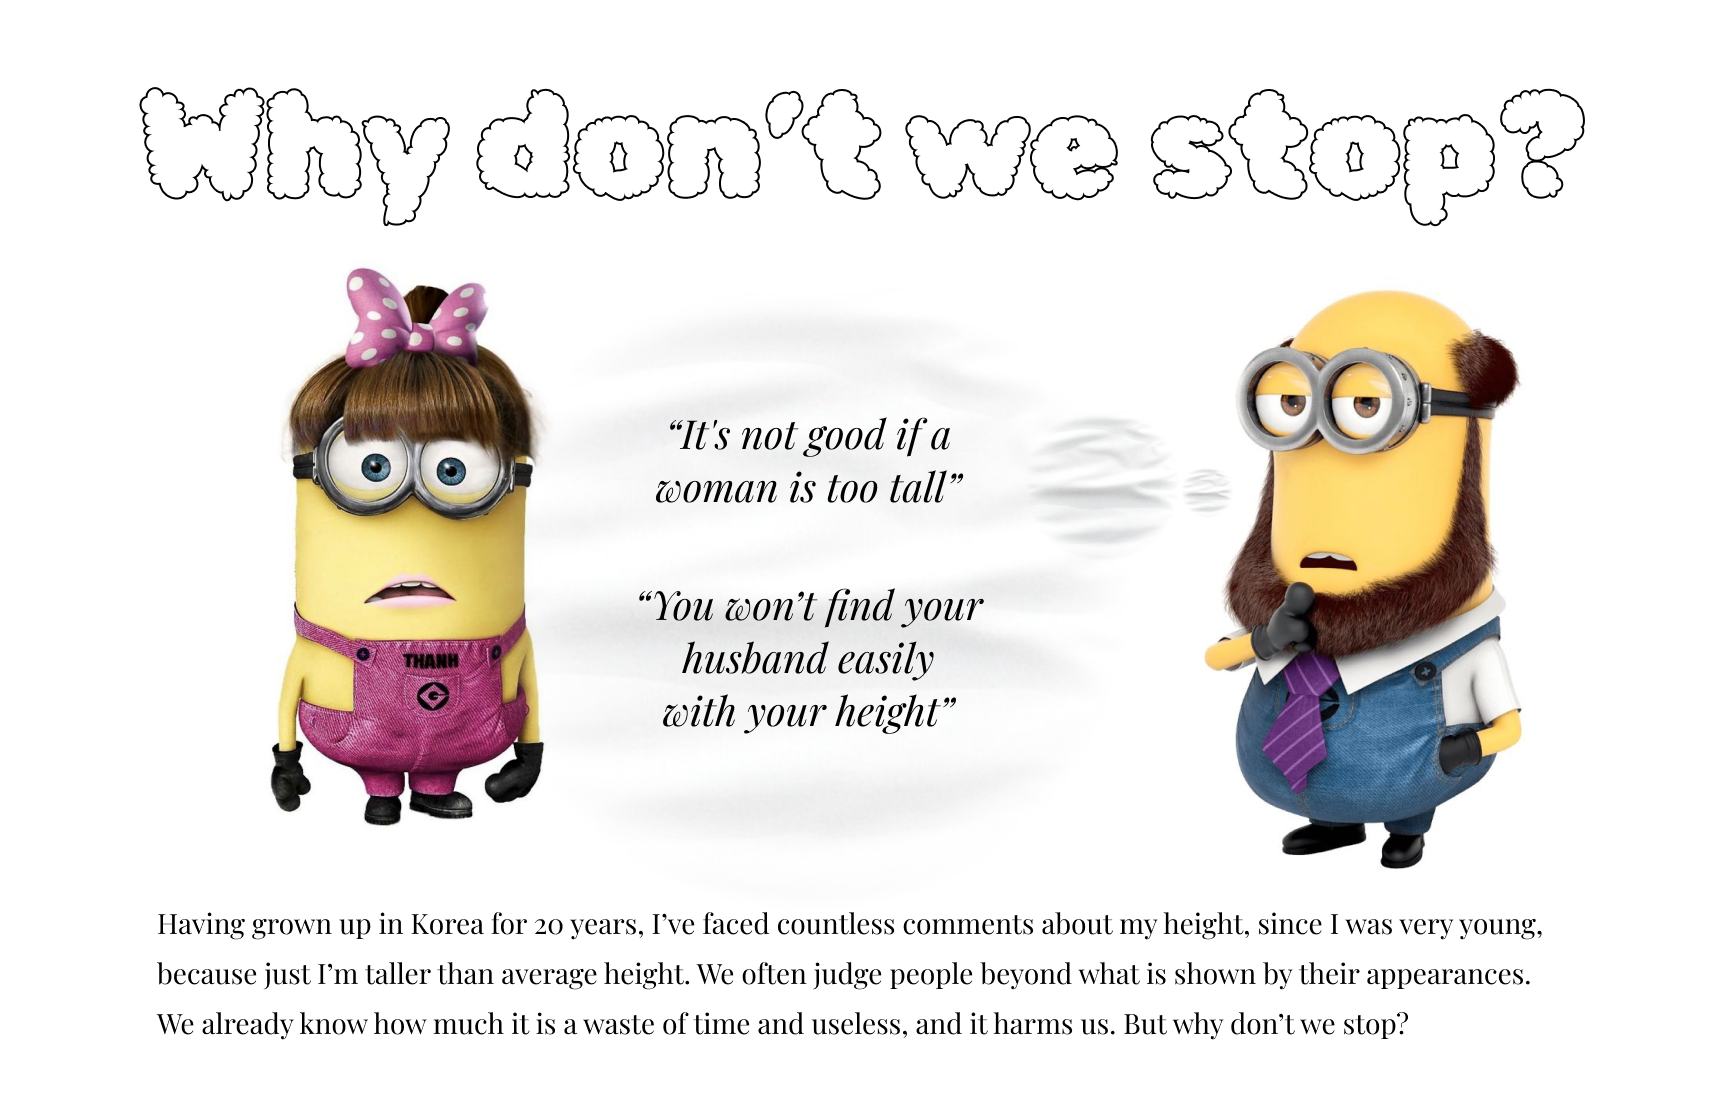 Why don't we stop?
“It's not good if a
woman is too tall”
“You won’t find your
husband easily
with your height”
THANH
G
Having grown up in Korea for 20 years, I’ve faced countless comments about my height, since I was very young,
because just I’m taller than average height. We often judge people beyond what is shown by their appearances.
We already know how much it is a waste of time and useless, and it harms us. But why don’t we stop?